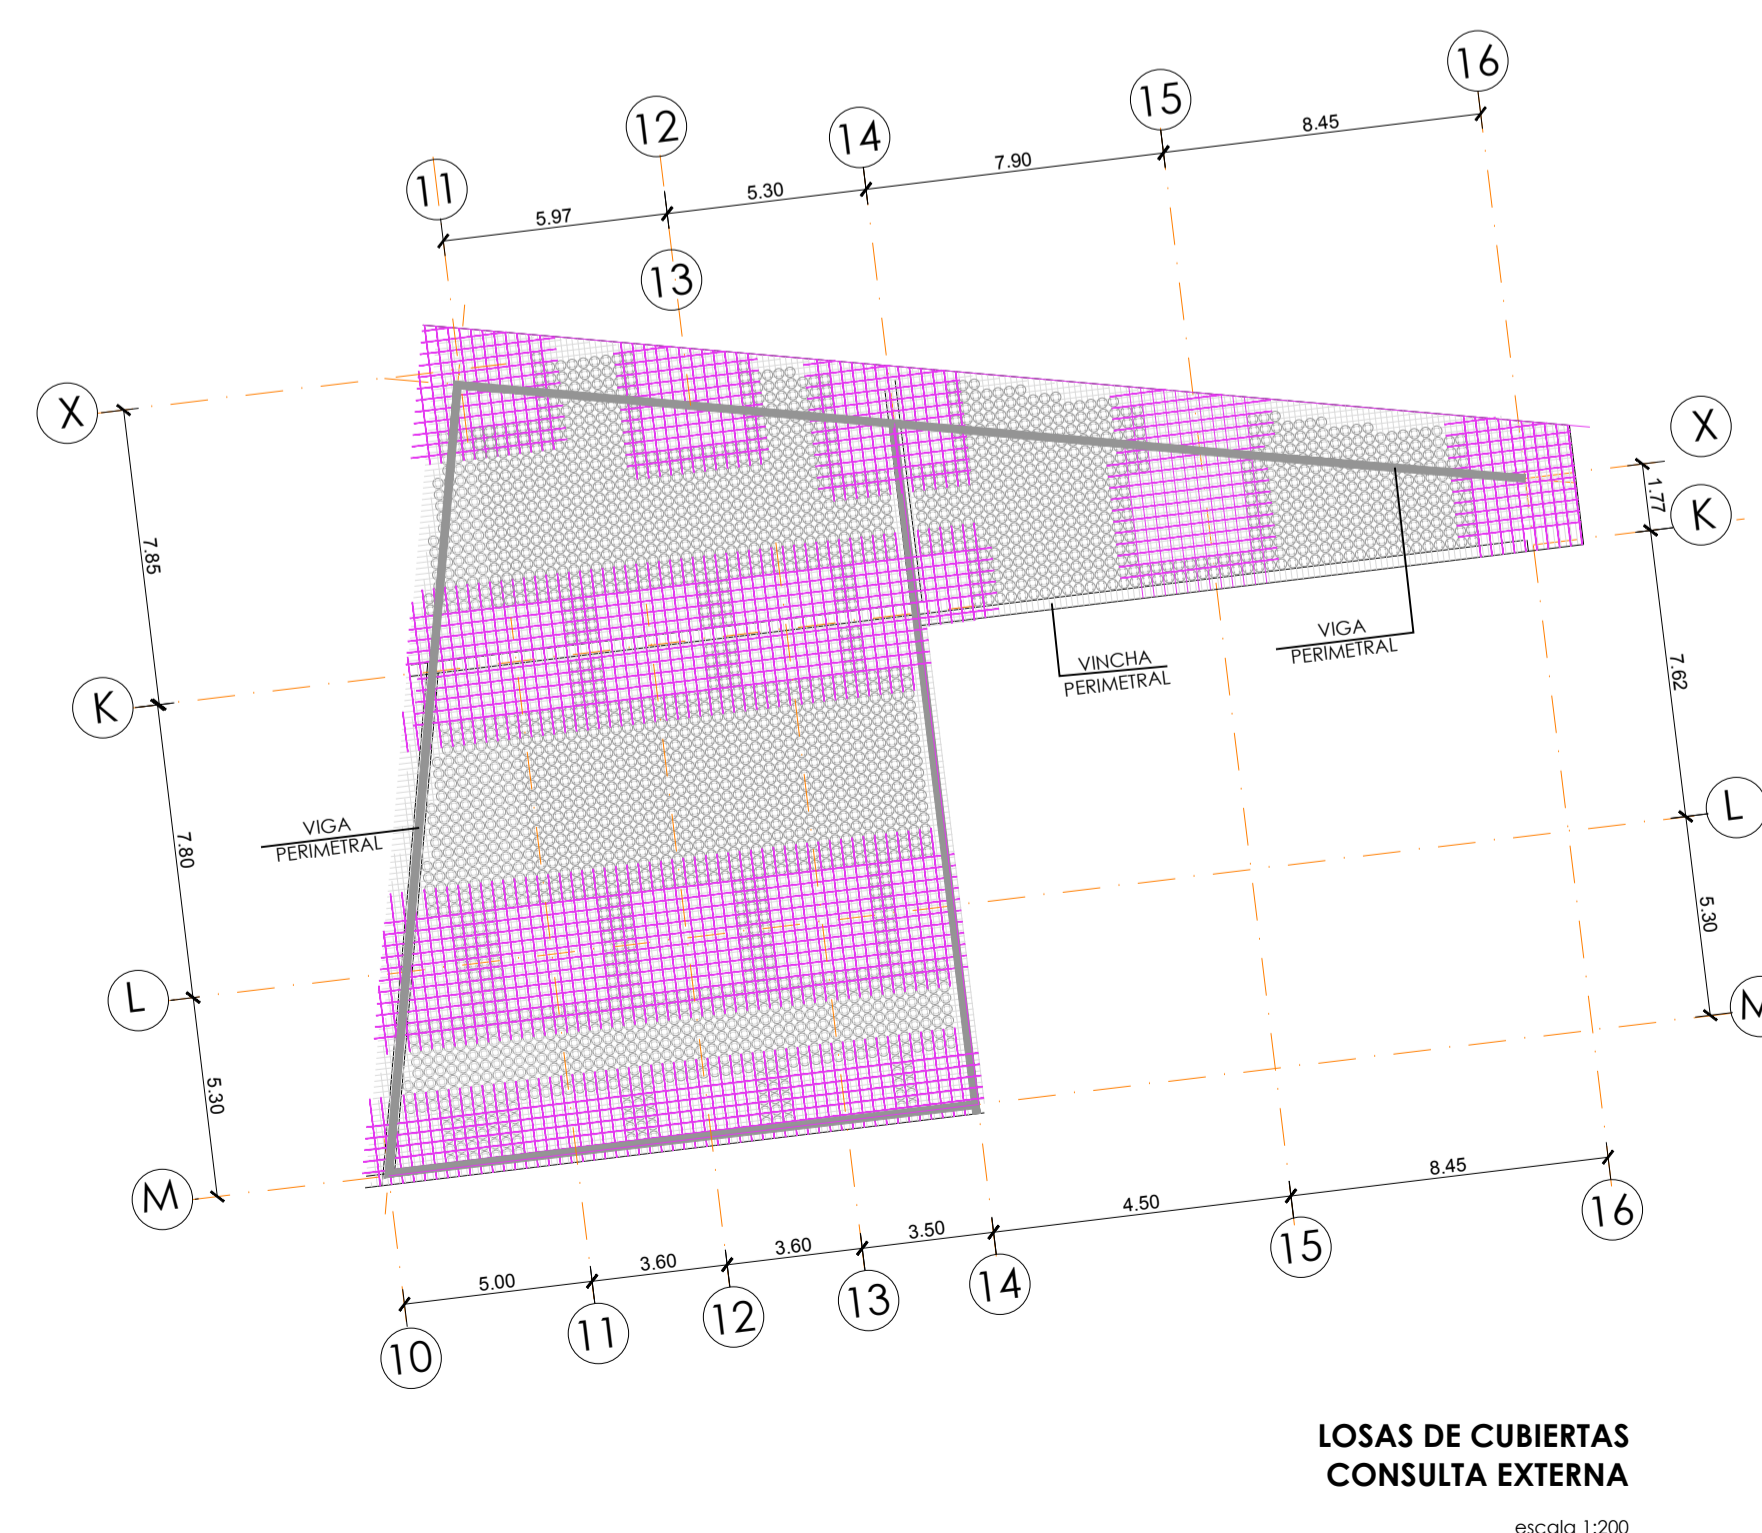 16
15
12
14
11
8.45
7.90
5.30
5.97
13
X
X
1.77
K
7.85
7.62
K
VIGA
PERIMETRAL
VINCHA
PERIMETRAL
L
VIGA
PERIMETRAL
7.80
5.30
L
M
5.30
M
8.45
4.50
3.50
3.60
3.60
5.00
16
15
14
13
12
11
10
LOSAS DE CUBIERTAS
CONSULTA EXTERNA
escala 1:200